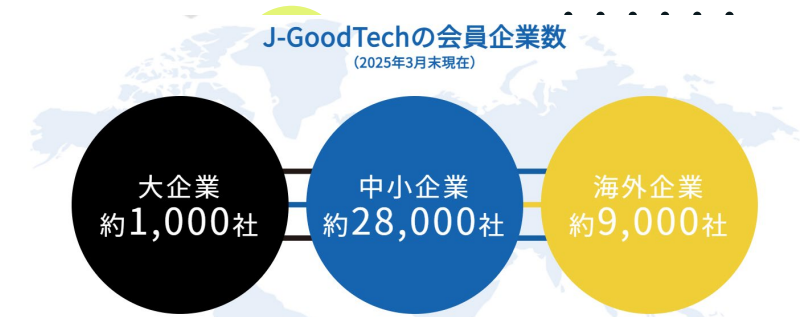 J-GoodTechの会員企業数
（2025年3月末現在）
大企業
約1,000社
中小企業
約28,000社
海外企業
約9,000社